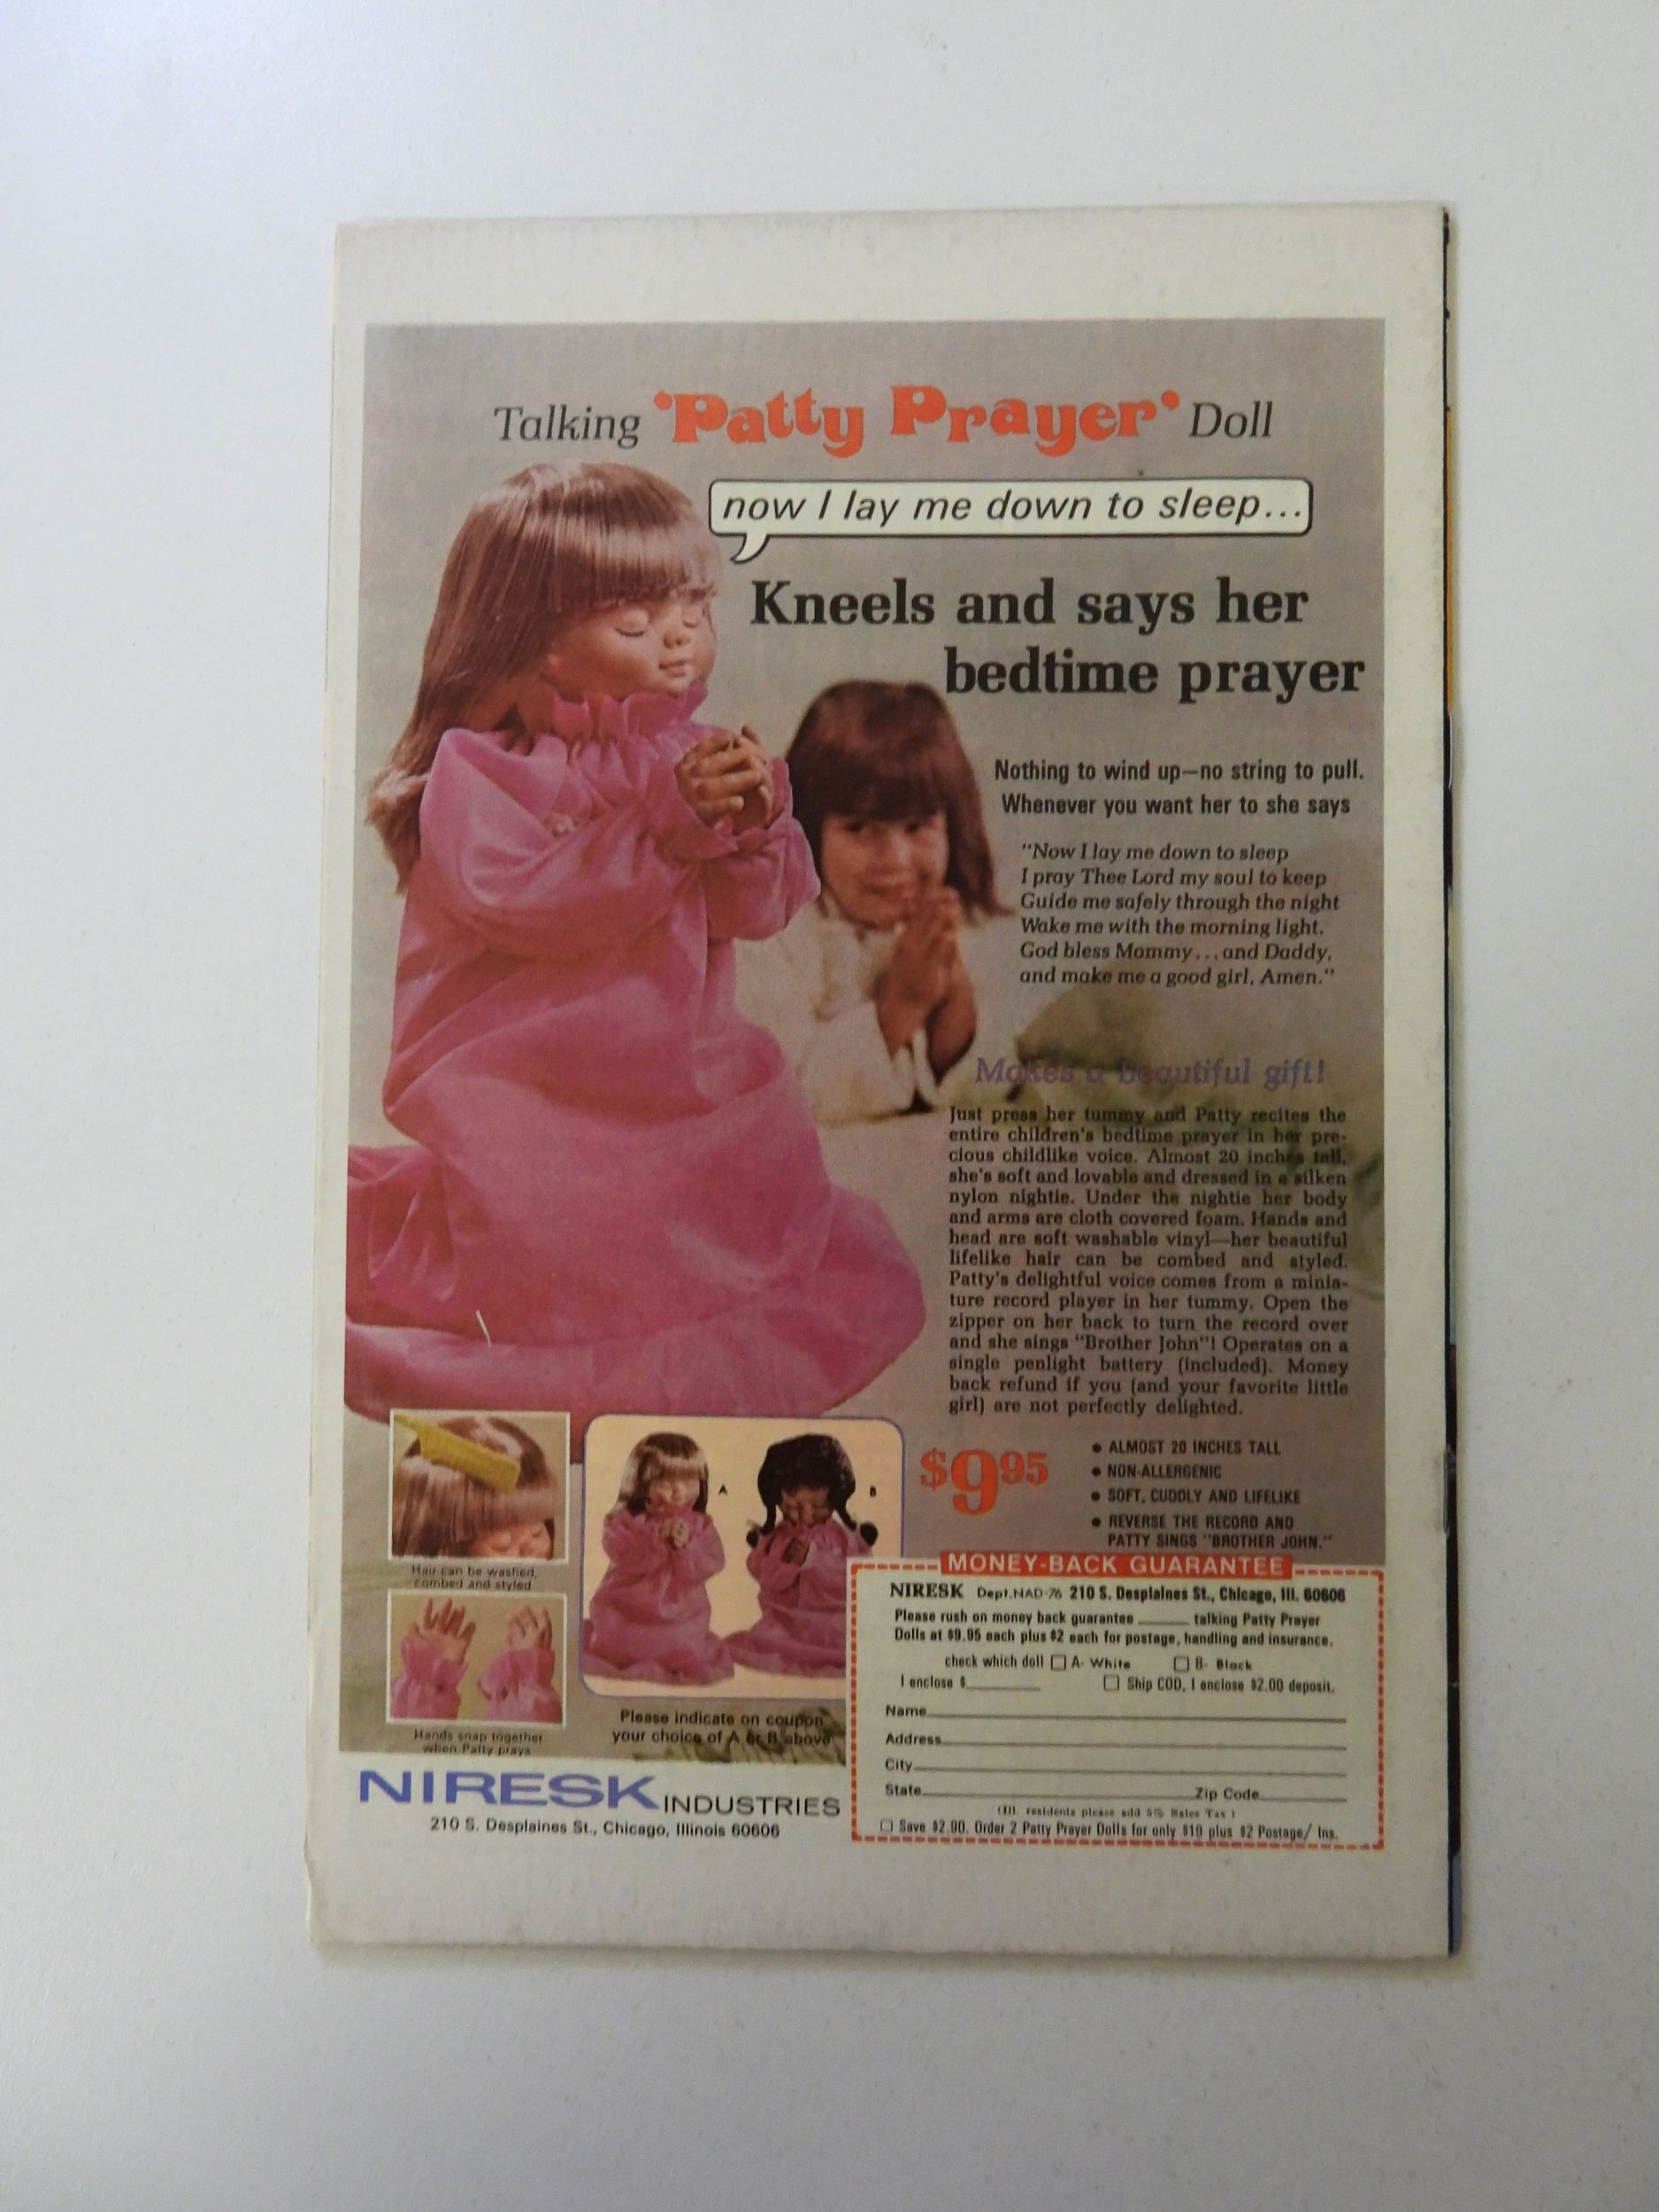 Talking 'Patty Prayer' Doll
now I lay me down to sleep...
Kneels and says her
bedtime prayer
Nothing to wind up—no string to pull.
Whenever you want her to she says
"Now I lay me down to sleep
I pray Thee Lord my soul to keep
Guide me safely through the night
Wake me with the morning light.
God bless Mommy...and Daddy,
and make me a good girl, Amen."
Makes a beautiful gift!
Just press her tummy and Patty recites the
entire children's bedtime prayer in her pre-
cious childlike voice. Almost 20 inches tall,
she's soft and lovable and dressed in a silken
nylon nightie. Under the nightie her body
and arms are cloth covered foam. Hands and
head are soft washable vinyl—her beautiful
lifelike hair can be combed and styled.
Patty's delightful voice comes from a minia-
ture record player in her tummy. Open the
zipper on her back to turn the record over
and she sings "Brother John"! Operates on a
single penlight battery (included). Money
back refund if you (and your favorite little
girl) are not perfectly delighted.
$9.95
• ALMOST 20 INCHES TALL
• NON-ALLERGENIC
• SOFT, CUDDLY AND LIFELIKE
• REVERSE THE RECORD AND
PATTY SINGS "BROTHER JOHN."
Hair can be washed,
combed and styled
Hands snap together
when Patty prays
A
B
Please indicate on coupon
your choice of A or B above
NIRESK INDUSTRIES
210 S. Desplaines St., Chicago, Illinois 60606
MONEY-BACK GUARANTEE
NIRESK Dept. NAD-76 210 S. Desplaines St., Chicago, Ill. 60606
Please rush on money back guarantee ______ talking Patty Prayer
Dolls at $9.95 each plus $2 each for postage, handling and insurance.
check which doll ☐ A- White ☐ B- Black
I enclose $________ ☐ Ship COD, I enclose $2.00 deposit.
Name
Address
City
State Zip Code
(Ill. residents please add 5% Sales Tax)
☐ Save $2.90. Order 2 Patty Prayer Dolls for only $19 plus $2 Postage/ Ins.